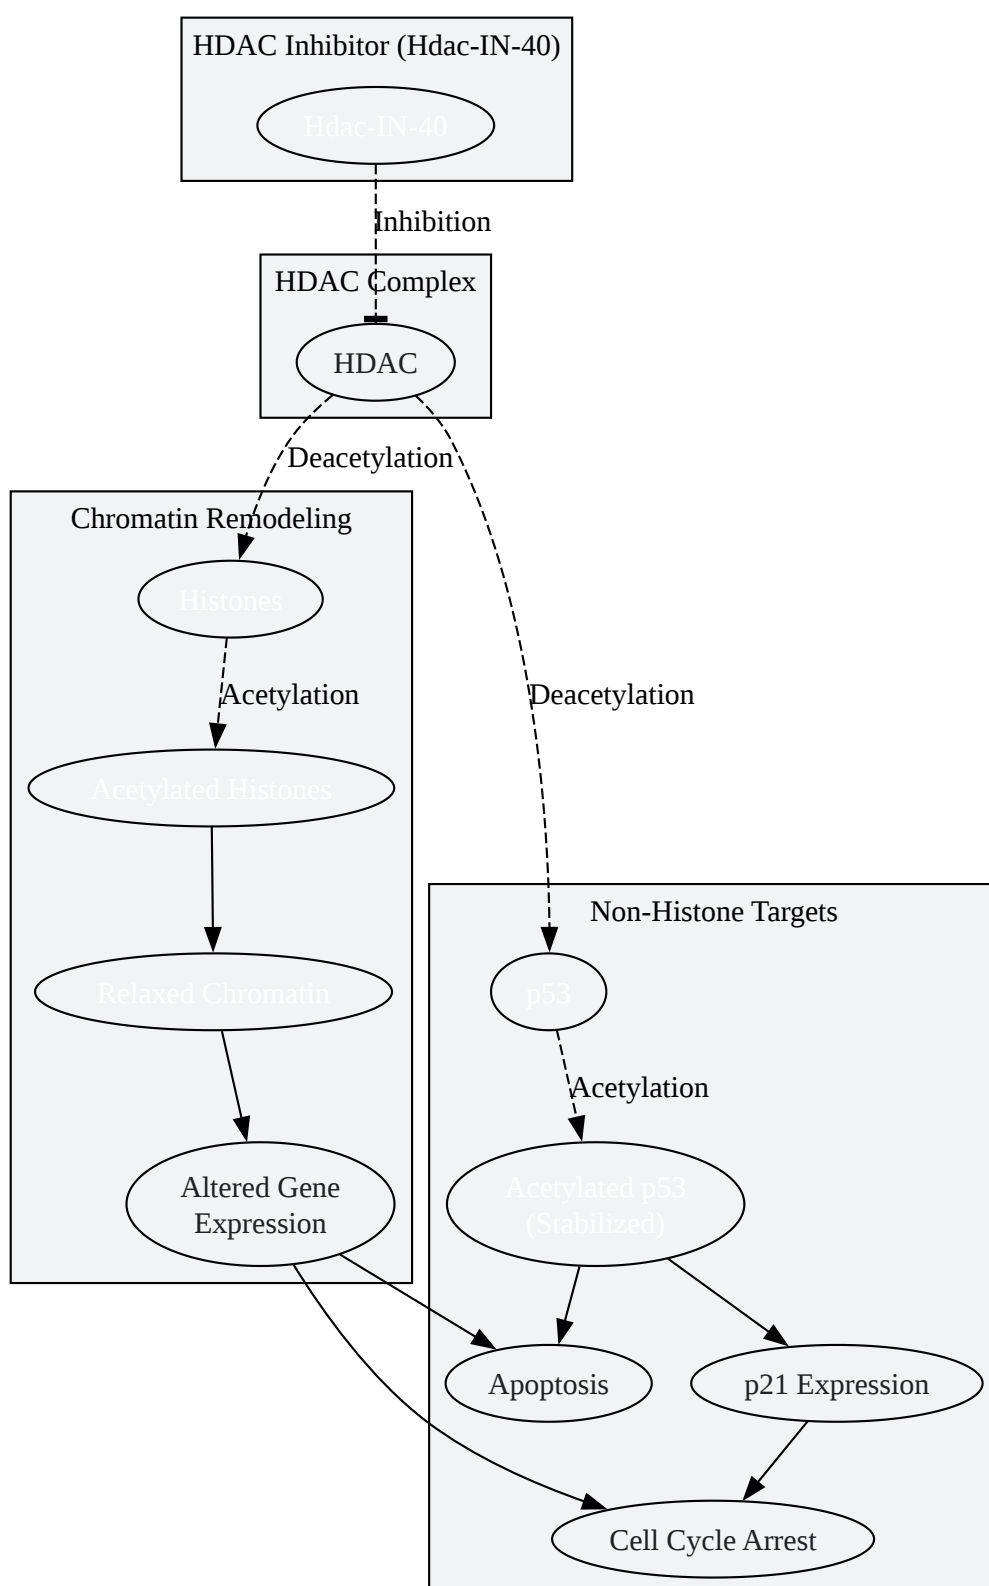 HDAC Inhibitor (Hdac-IN-40)
Hdac-IN-40
Inhibition
HDAC Complex
HDAC
Deacetylation
Chromatin Remodeling
Histones
Acetylation
Deacetylation
Acetylated Histones
Non-Histone Targets
Relaxed Chromatin
p53
Acetylation
Altered Gene
Expression
Acetylated p53
(Stabilized)
Apoptosis
p21 Expression
Cell Cycle Arrest